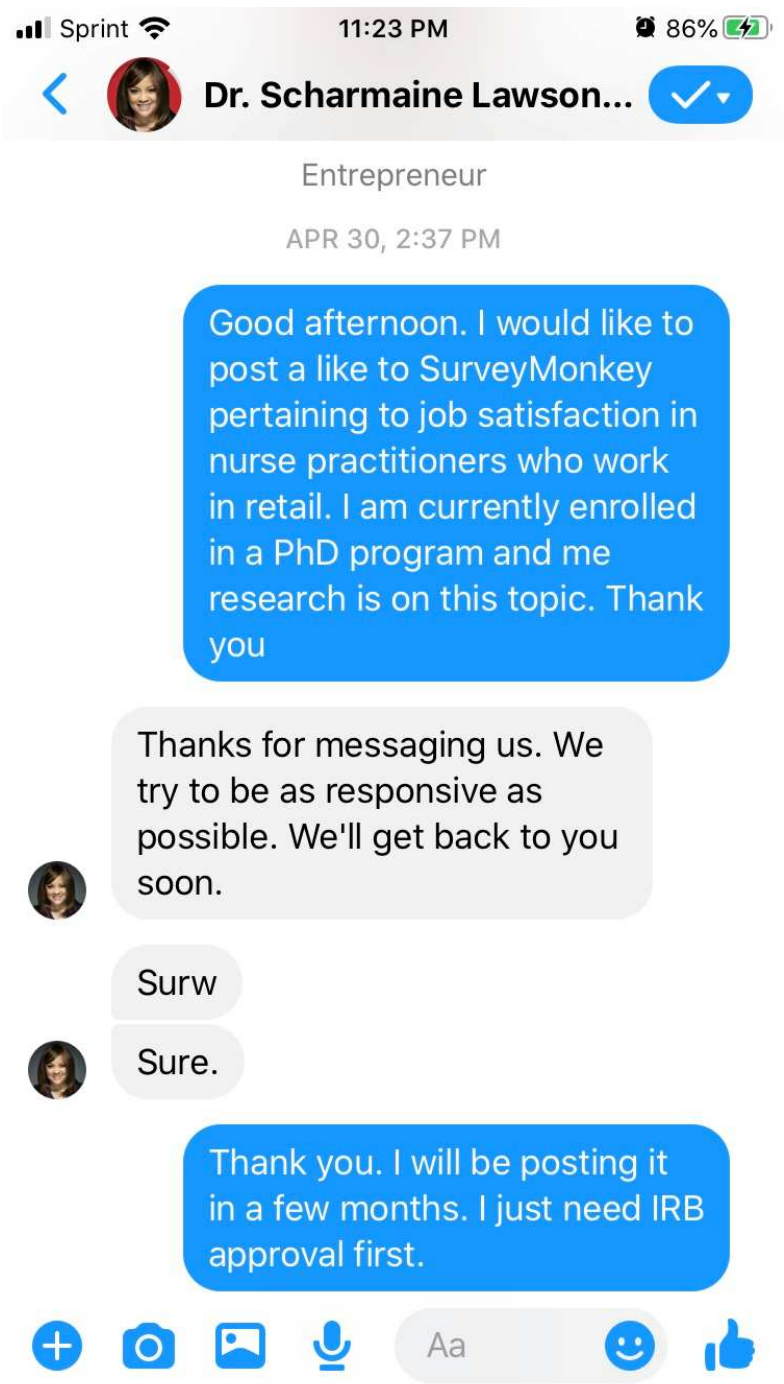 Sprint 11:23 PM 86%
Dr. Scharmaine Lawson...
Entrepreneur
APR 30, 2:37 PM
Good afternoon. I would like to
post a like to SurveyMonkey
pertaining to job satisfaction in
nurse practitioners who work
in retail. I am currently enrolled
in a PhD program and me
research is on this topic. Thank
you
Thanks for messaging us. We
try to be as responsive as
possible. We'll get back to you
soon.
Surw
Sure.
Thank you. I will be posting it
in a few months. I just need IRB
approval first.
Aa